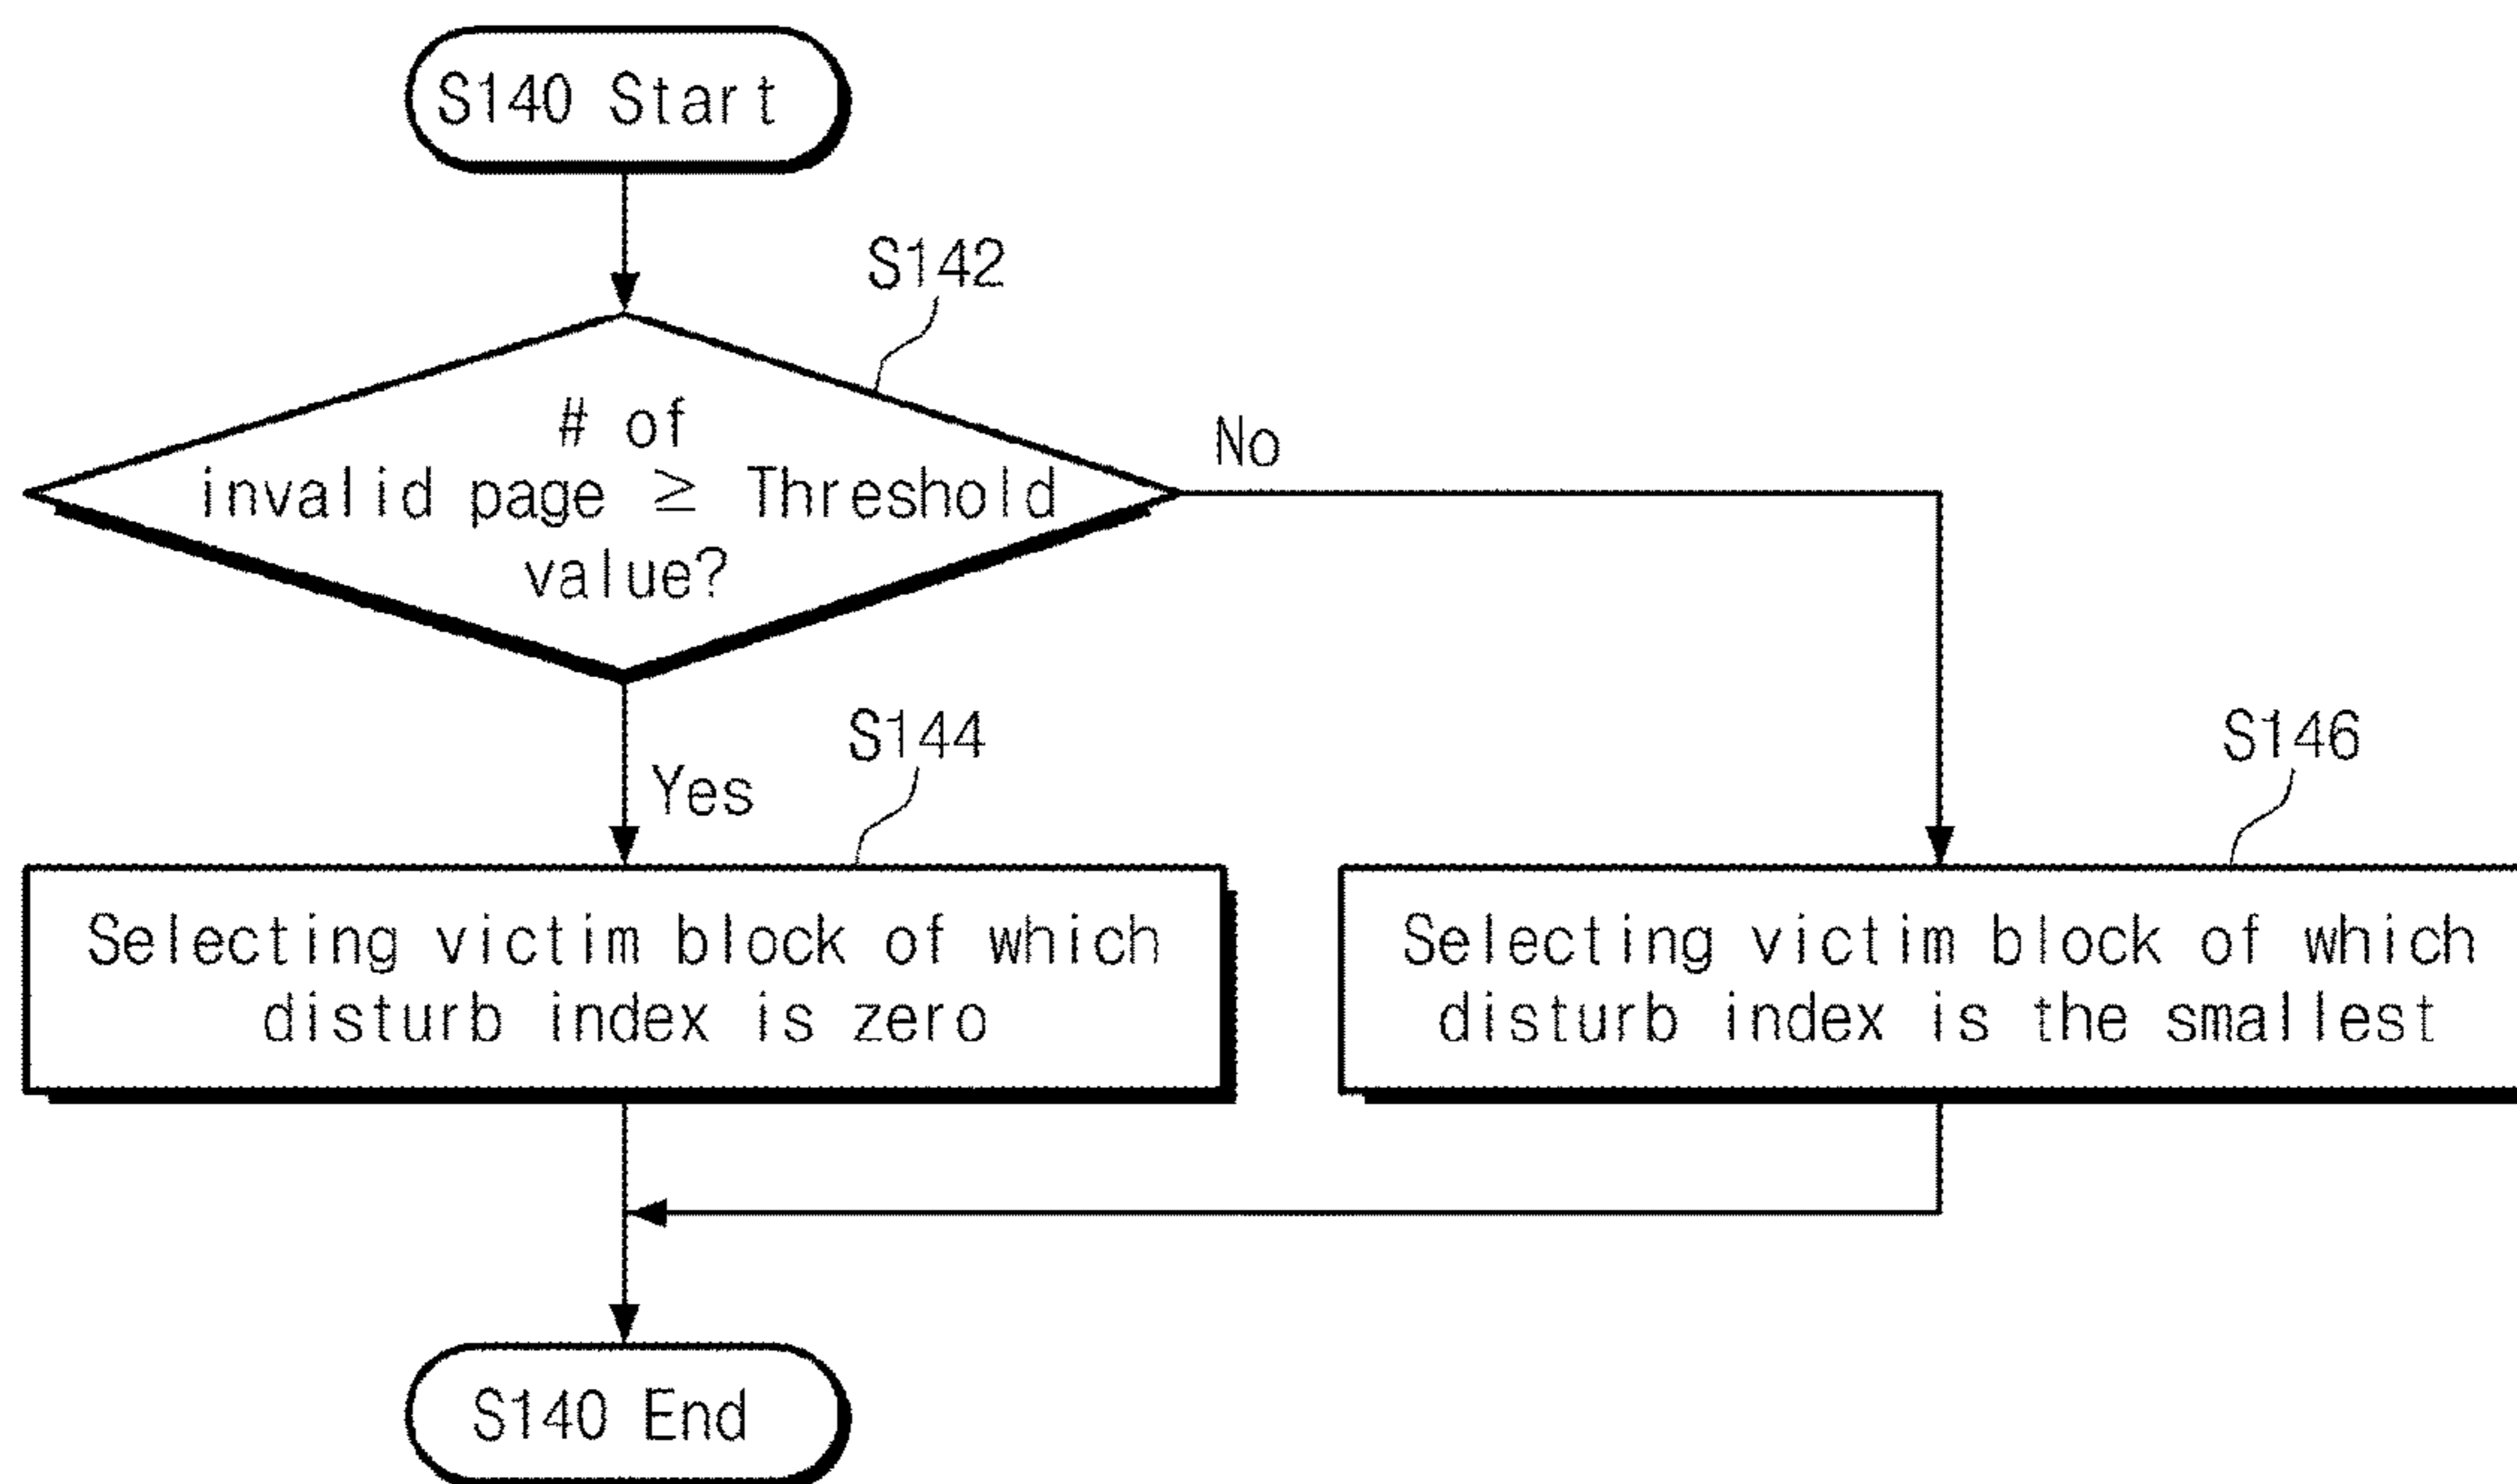 S140 Start
S142
# of
invalid page ≥ Threshold
value?
No
Yes
S144
S146
Selecting victim block of which
disturb index is zero
Selecting victim block of which
disturb index is the smallest
S140 End